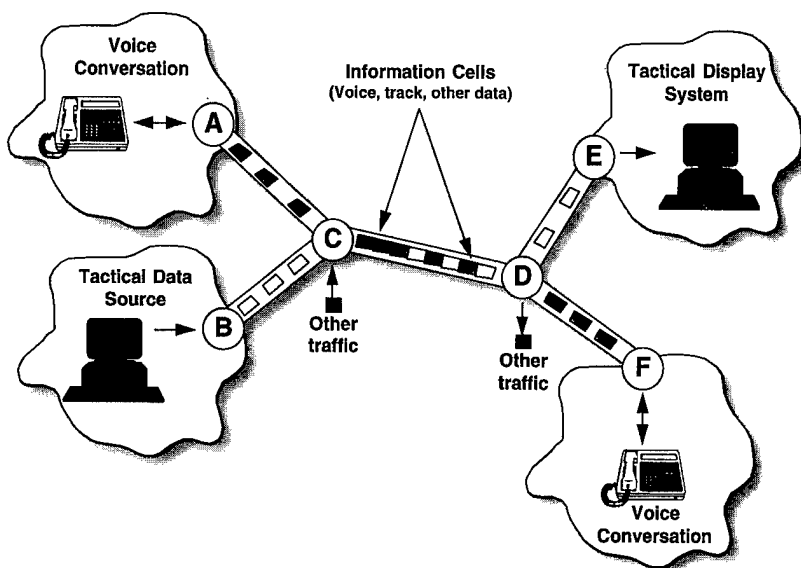 Voice
Conversation
A
Information Cells
(Voice, track, other data)
Tactical Display
System
E
C
D
Tactical Data
Source
B
Other
traffic
Other
traffic
F
Voice
Conversation